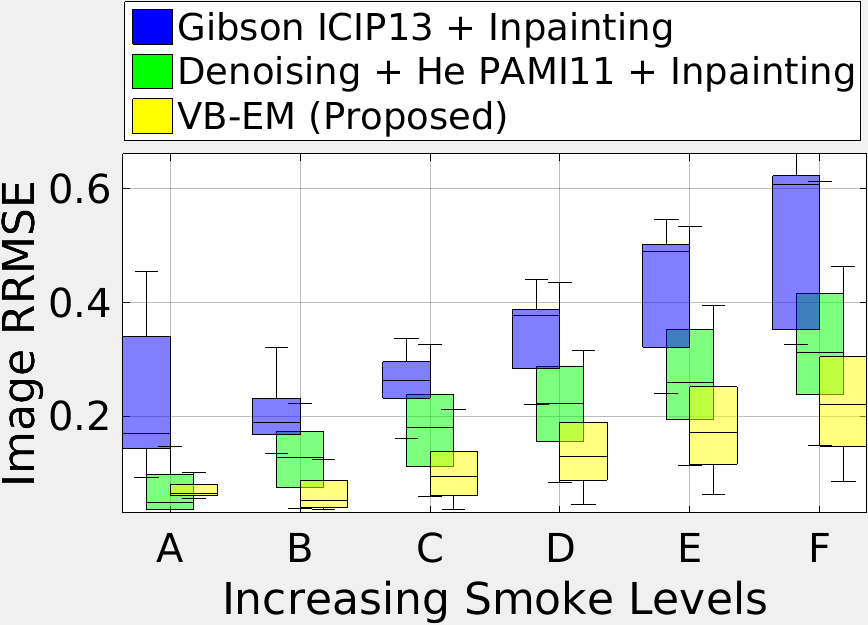 Gibson ICIP13 + Inpainting
Denoising + He PAMI11 + Inpainting
VB-EM (Proposed)
Image RRMSE
0.6
0.4
0.2
A B C D E F
Increasing Smoke Levels